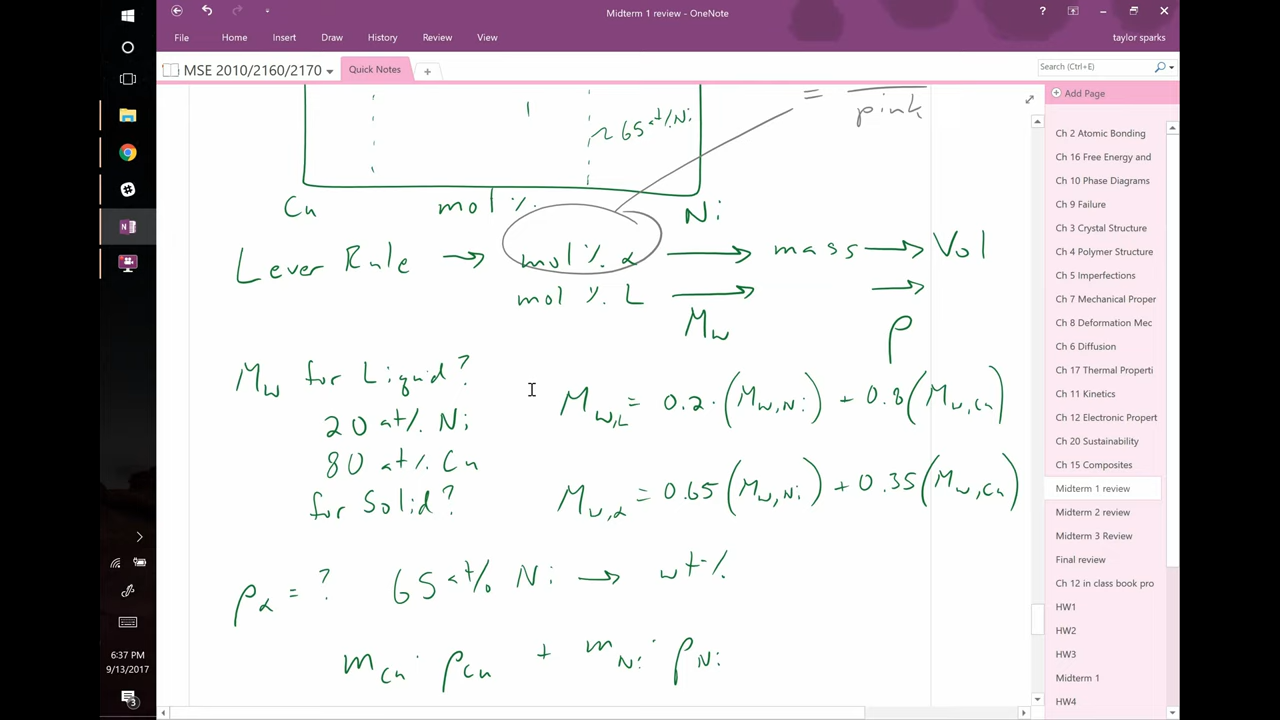 Midterm 1 review - OneNote
?
File Home Insert Draw History Review View
taylor sparks
MSE 2010/2160/2170
Quick Notes
+
Search (Ctrl+E)
Add Page
Ch 2 Atomic Bonding
Ch 16 Free Energy and
Ch 10 Phase Diagrams
Ch 9 Failure
Ch 3 Crystal Structure
Ch 4 Polymer Structure
Ch 5 Imperfections
Ch 7 Mechanical Proper
Ch 8 Deformation Mec
Ch 6 Diffusion
Ch 17 Thermal Properti
Ch 11 Kinetics
Ch 12 Electronic Propert
Ch 20 Sustainability
Ch 15 Composites
Midterm 1 review
Midterm 2 review
Midterm 3 Review
Final review
Ch 12 in class book pro
HW1
HW2
HW3
Midterm 1
HW4
= pink
~65 at% Ni
Cu mol % Ni
Lever Rule → mol % α → mass → Vol
mol % L → →
Mw ρ
Mw for Liquid?
20 at% Ni
80 at% Cu
for Solid?
Mw,L = 0.2·(Mw,Ni) + 0.8(Mw,Cu)
Mw,α = 0.65(Mw,Ni) + 0.35(Mw,Cu)
ρα = ? 65 at% Ni → wt%
mCu· ρCu + mNi· ρNi
6:37 PM
9/13/2017
3